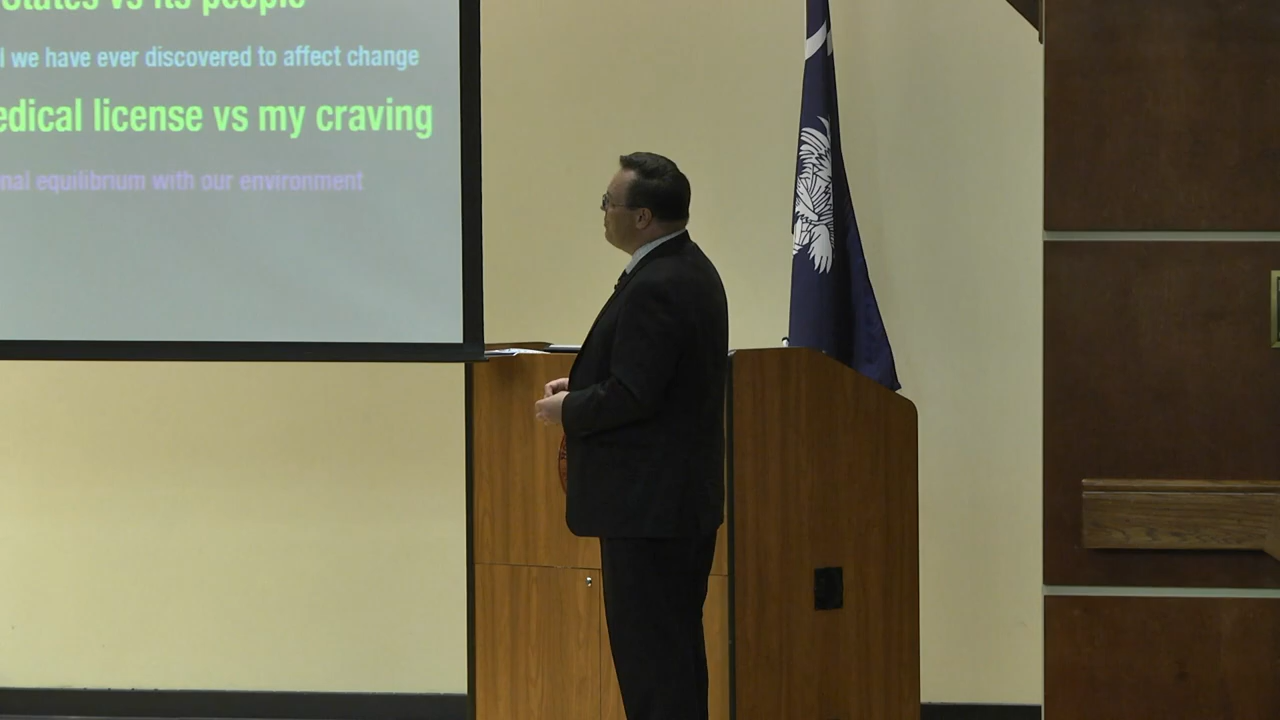 states vs its people
l we have ever discovered to affect change
edical license vs my craving
nal equilibrium with our environment